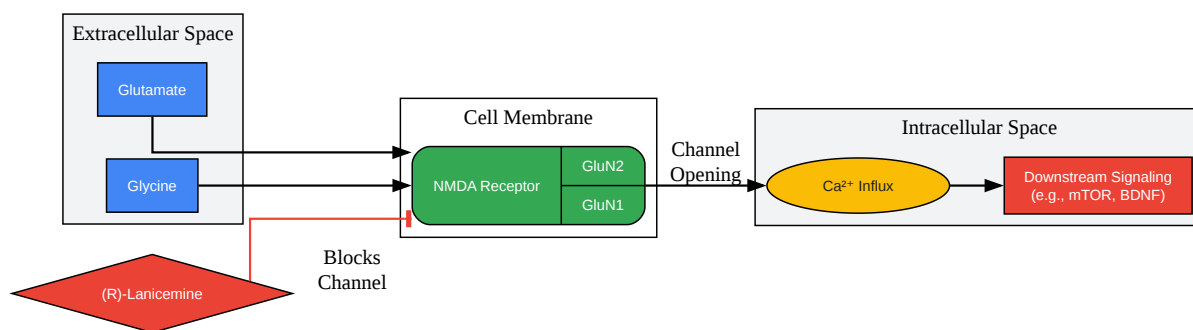 Extracellular Space
Glutamate
Glycine
(R)-Lanicemine
Blocks
Channel
Cell Membrane
NMDA Receptor
GluN2
GluN1
Channel
Opening
Intracellular Space
Ca²⁺ Influx
Downstream Signaling
(e.g., mTOR, BDNF)